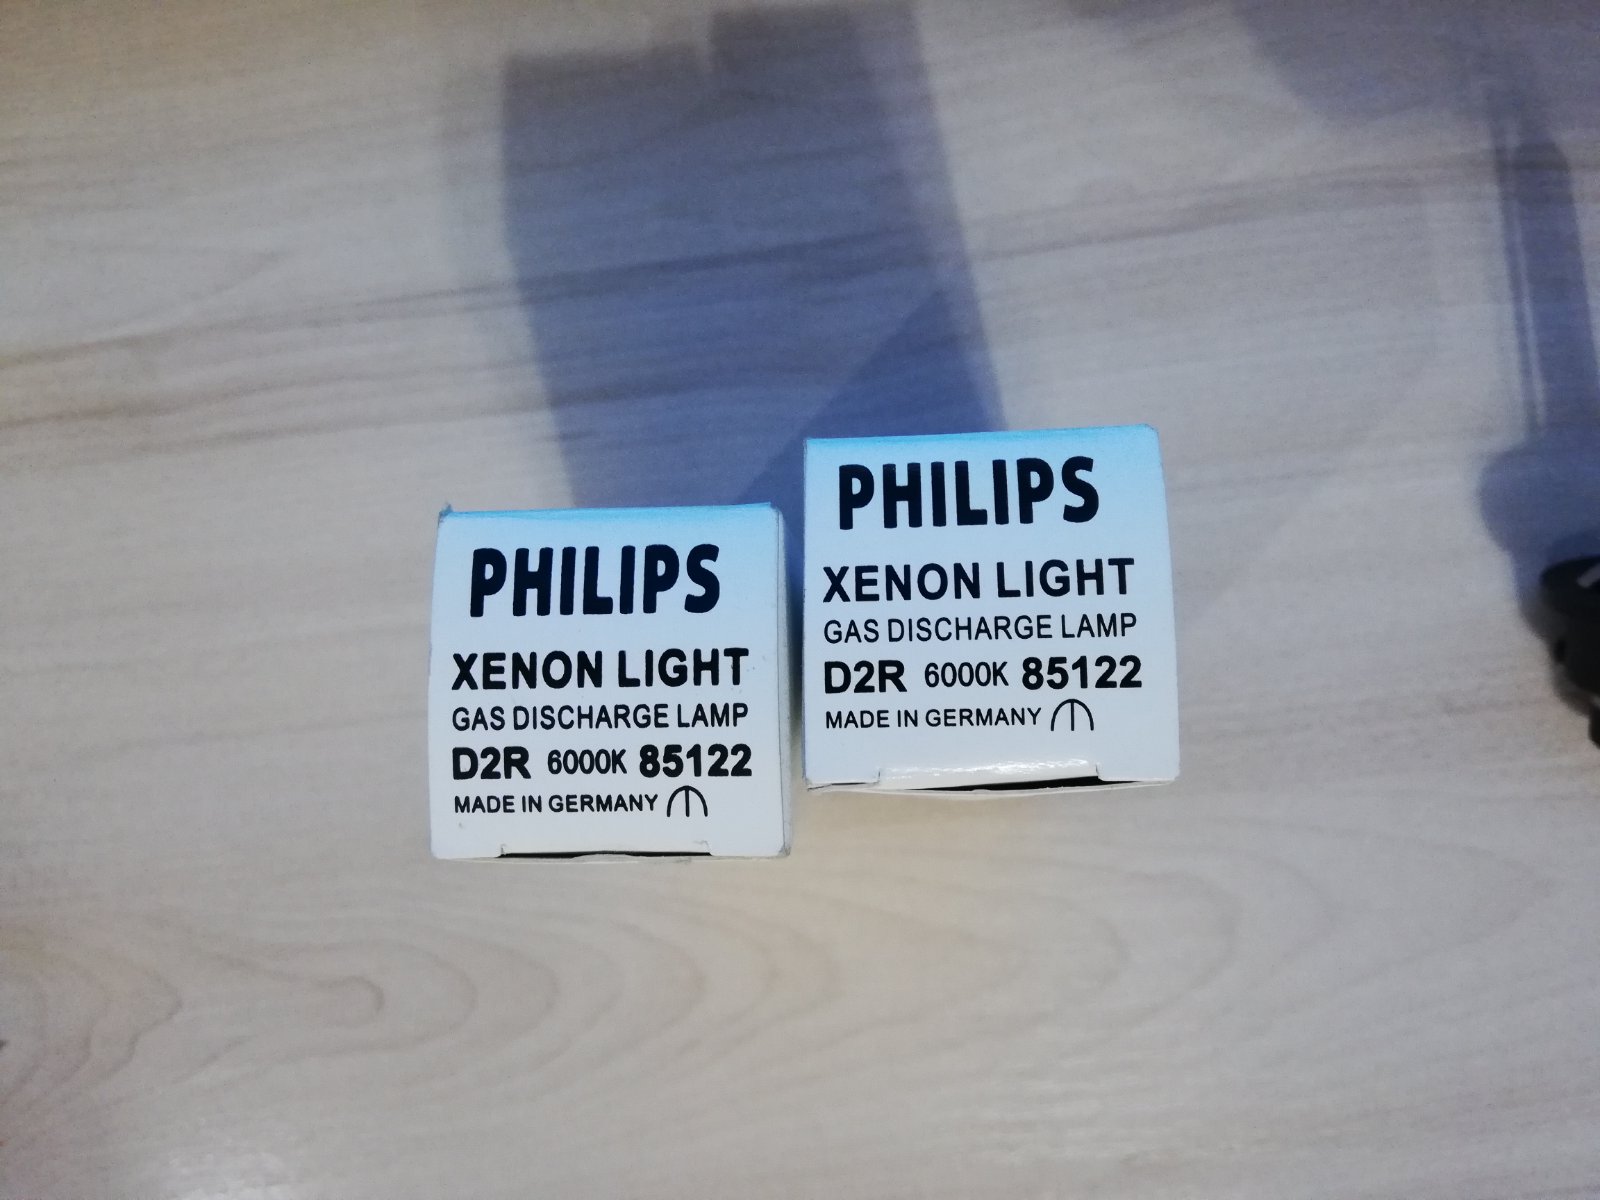 PHILIPS
XENON LIGHT
GAS DISCHARGE LAMP
D2R 6000K 85122
MADE IN GERMANY
PHILIPS
XENON LIGHT
GAS DISCHARGE LAMP
D2R 6000K 85122
MADE IN GERMANY